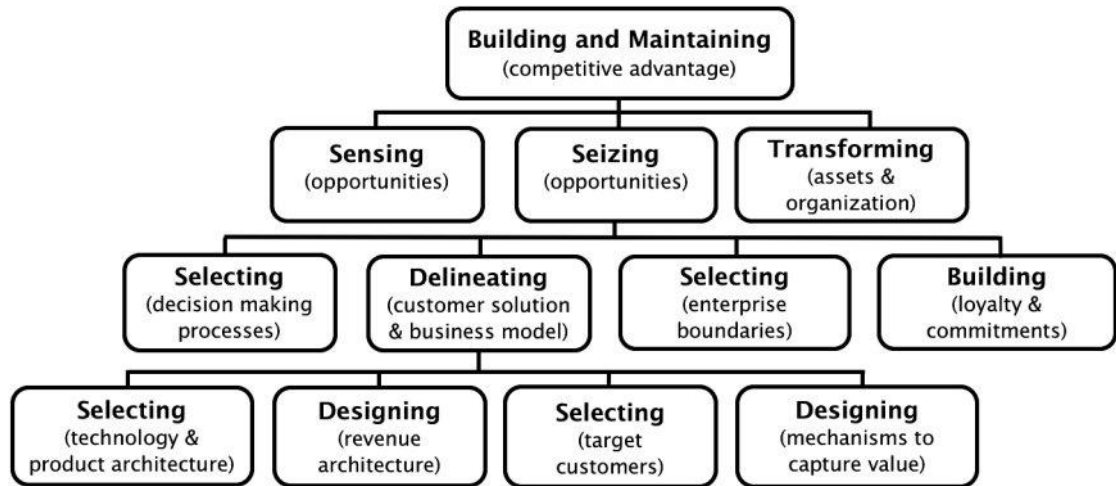 Building and Maintaining
(competitive advantage)
Sensing
(opportunities)
Seizing
(opportunities)
Transforming
(assets &
organization)
Selecting
(decision making
processes)
Delineating
(customer solution
& business model)
Selecting
(enterprise
boundaries)
Building
(loyalty &
commitments)
Selecting
(technology &
product architecture)
Designing
(revenue
architecture)
Selecting
(target
customers)
Designing
(mechanisms to
capture value)